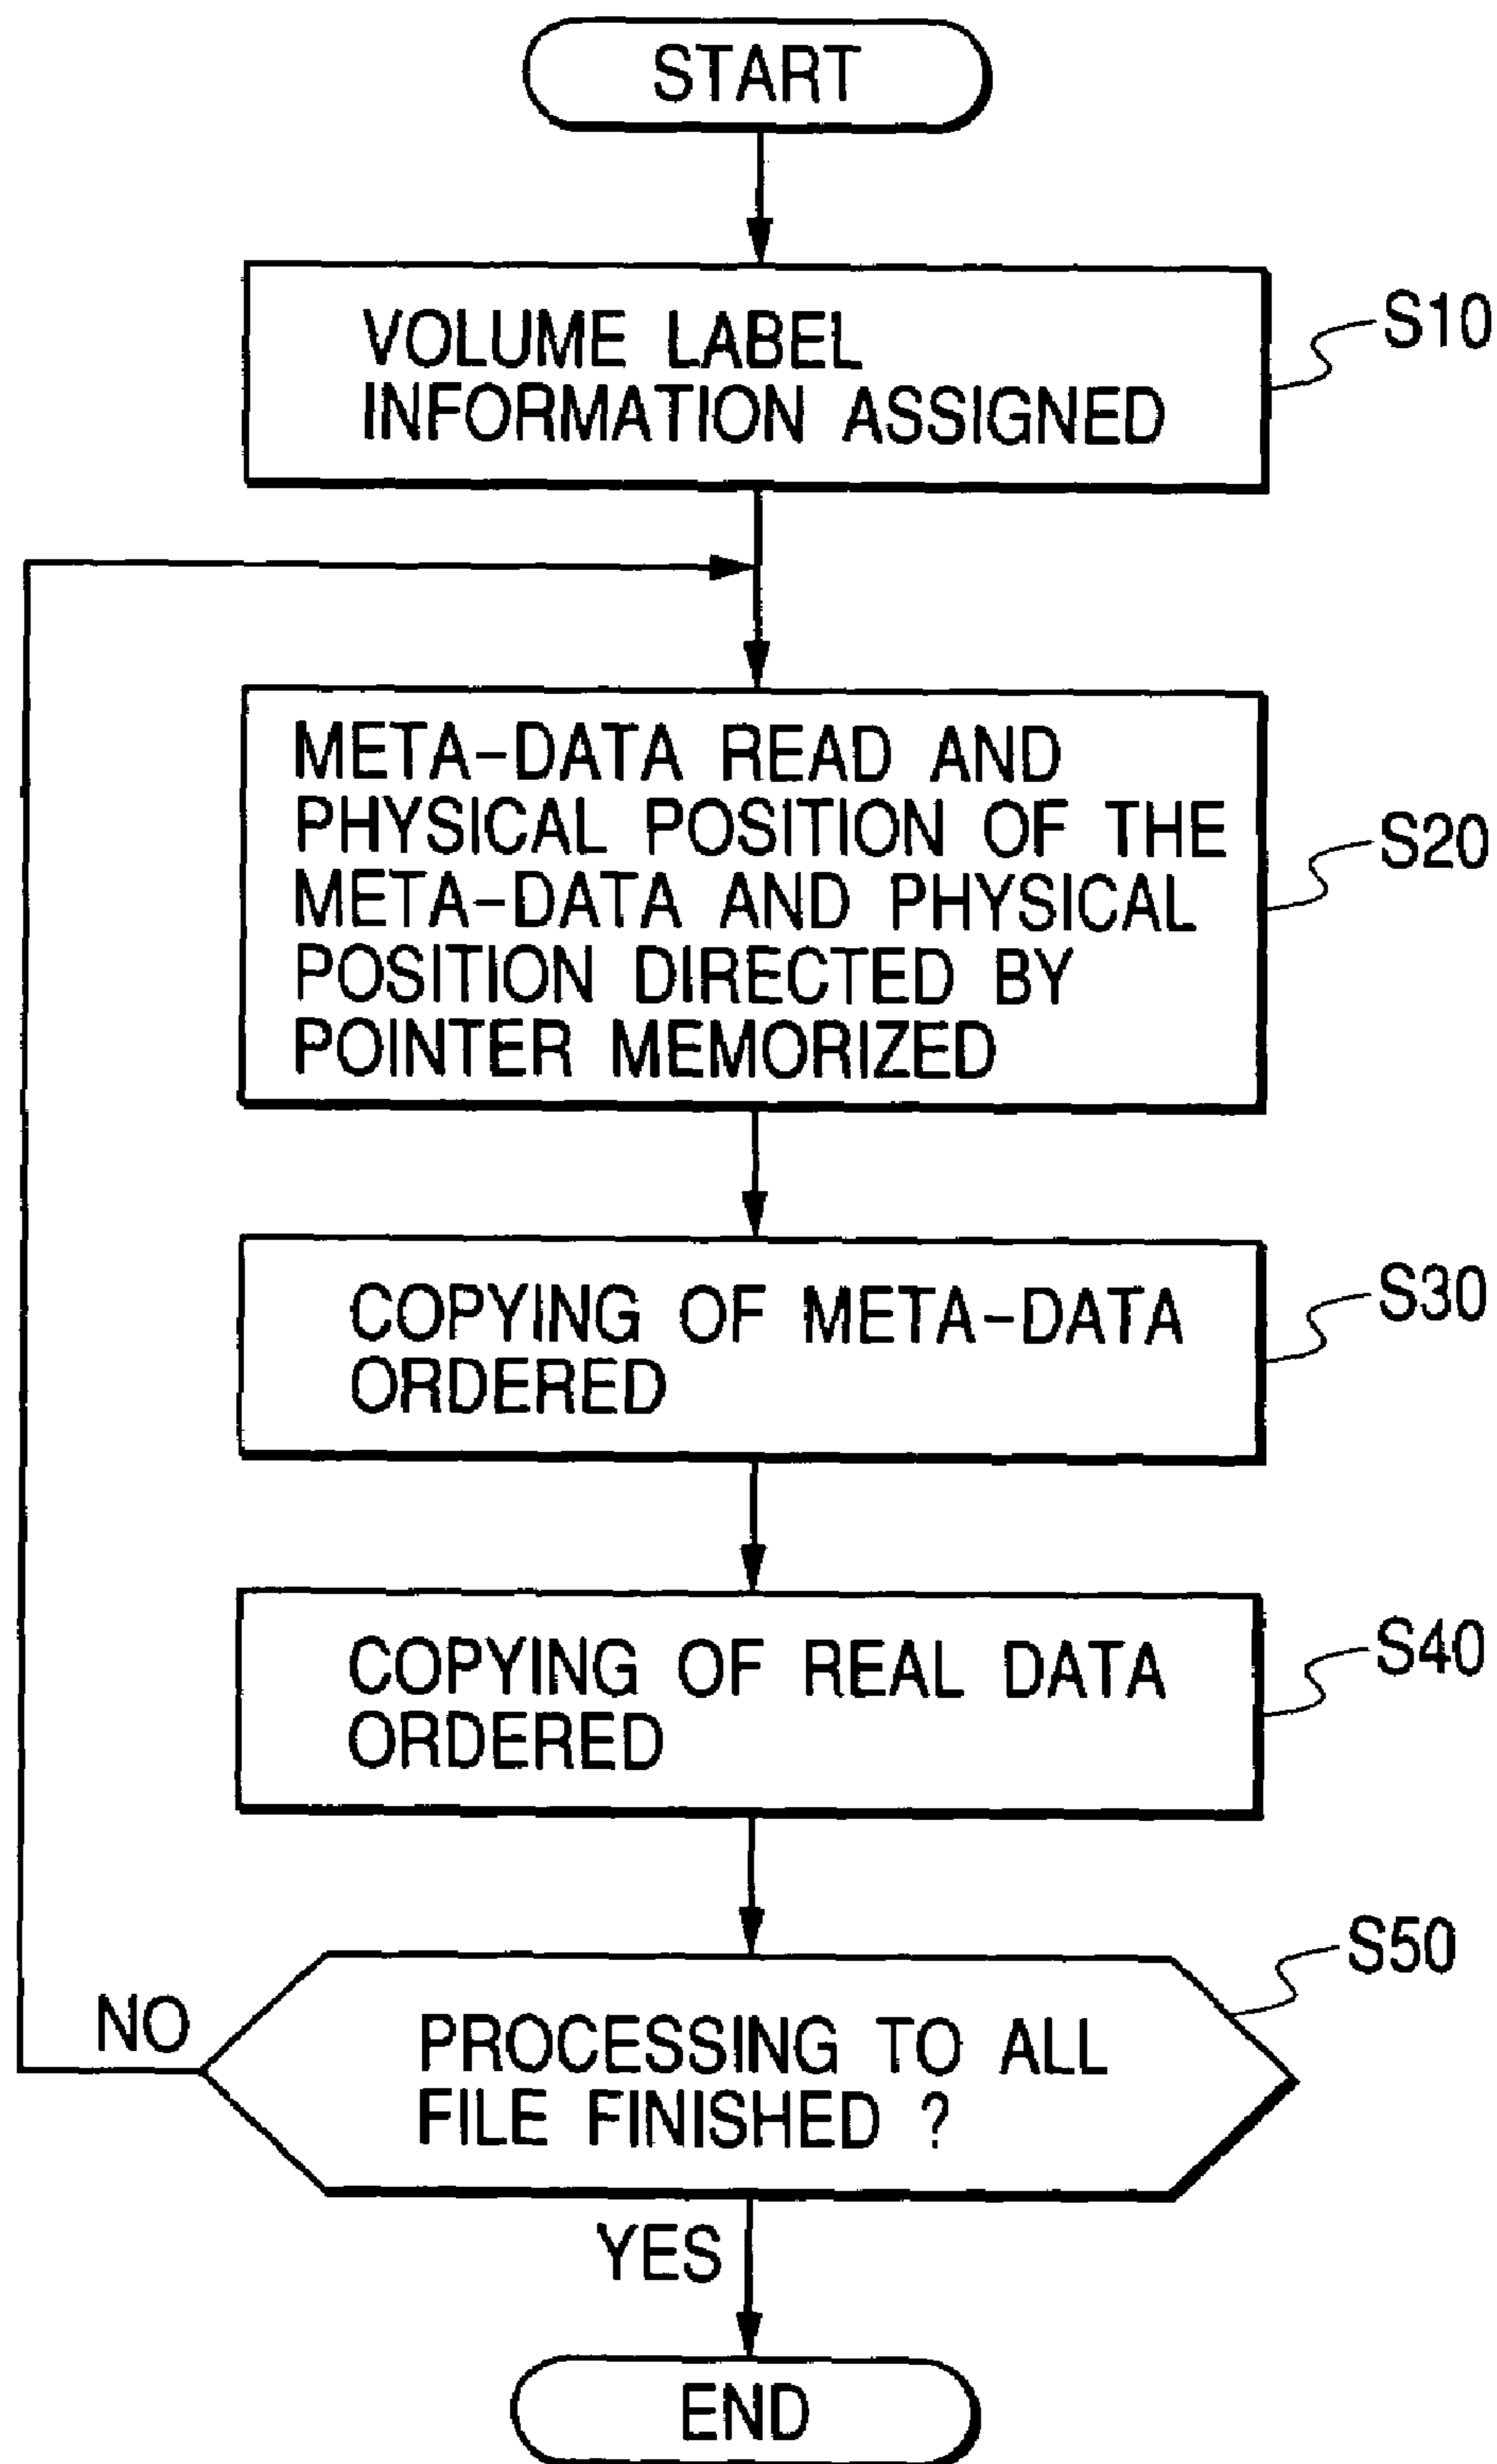 START
VOLUME LABEL
INFORMATION ASSIGNED
S10
META-DATA READ AND
PHYSICAL POSITION OF THE
META-DATA AND PHYSICAL
POSITION DIRECTED BY
POINTER MEMORIZED
S20
COPYING OF META-DATA
ORDERED
S30
COPYING OF REAL DATA
ORDERED
S40
S50
NO
PROCESSING TO ALL
FILE FINISHED ?
YES
END